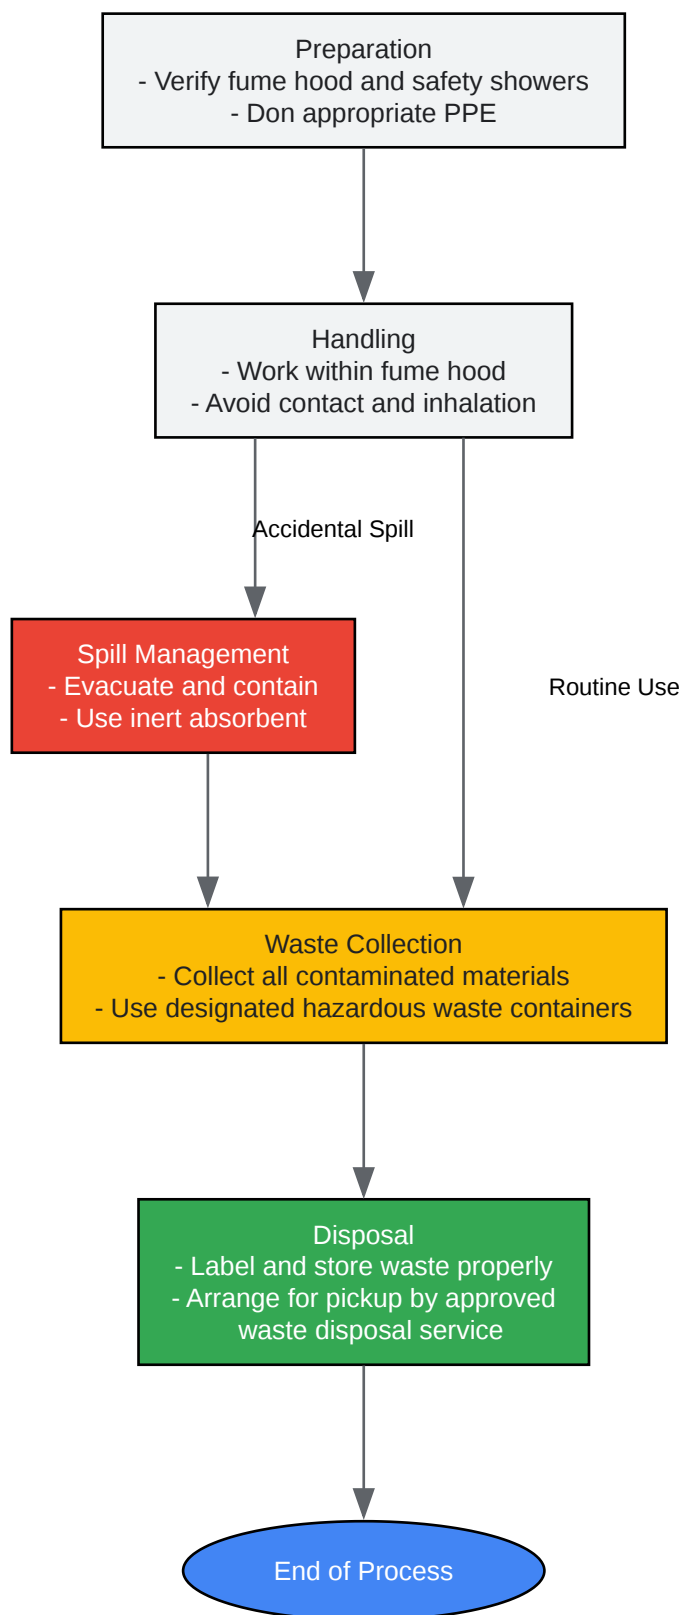 Preparation
- Verify fume hood and safety showers
- Don appropriate PPE
Handling
- Work within fume hood
- Avoid contact and inhalation
Accidental Spill
Spill Management
- Evacuate and contain
- Use inert absorbent
Routine Use
Waste Collection
- Collect all contaminated materials
- Use designated hazardous waste containers
Disposal
- Label and store waste properly
- Arrange for pickup by approved
waste disposal service
End of Process